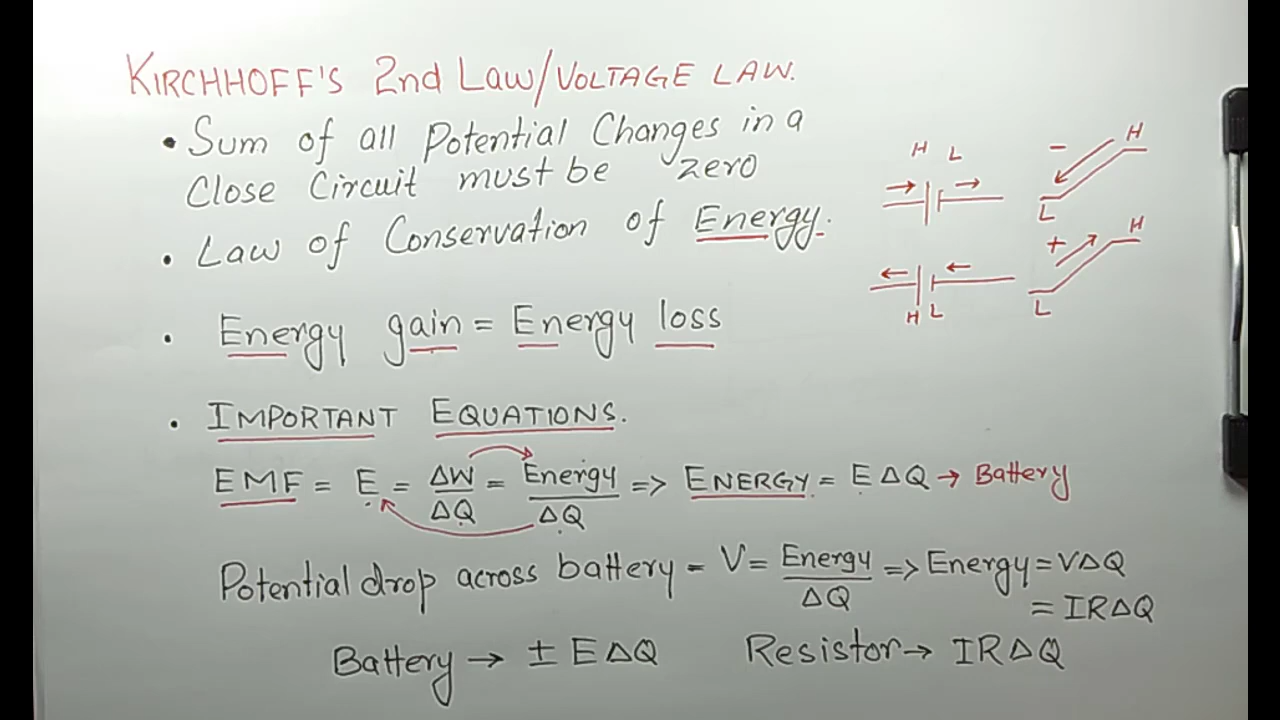 KIRCHHOFF'S 2nd LAW/VOLTAGE LAW.
• Sum of all Potential Changes in a
Close Circuit must be zero
• Law of Conservation of Energy.
• Energy gain = Energy loss
• IMPORTANT EQUATIONS.
EMF = E = ΔW/ΔQ = Energy/ΔQ => ENERGY = EΔQ → Battery
Potential drop across battery - V = Energy/ΔQ => Energy = VΔQ
= IRΔQ
Battery → ± EΔQ Resistor → IRΔQ
H L
- H
L
+ H
L
H L